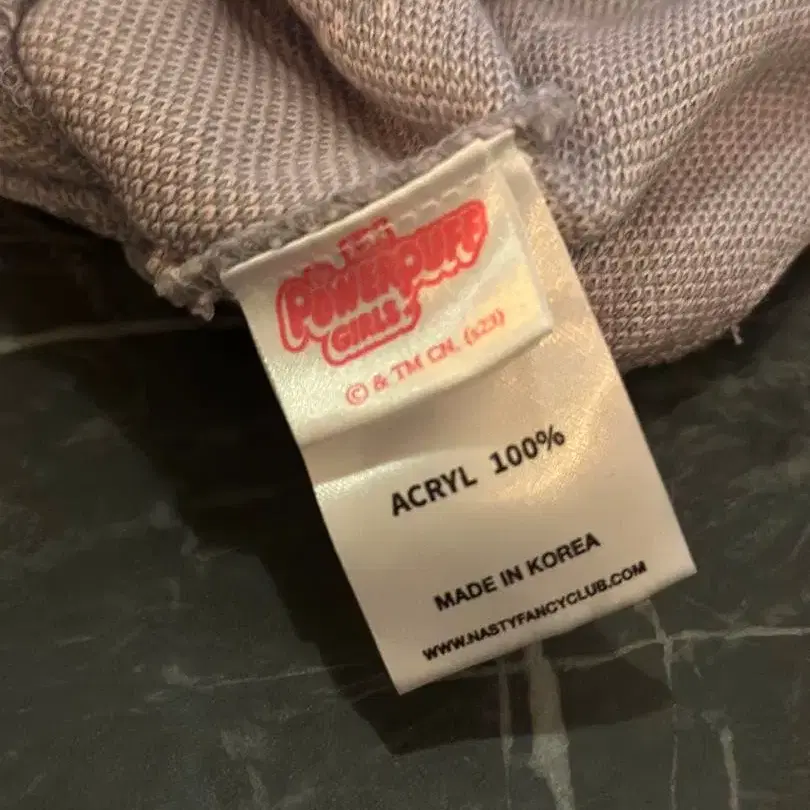 THE
POWERPUFF
GIRLS
© & TM CN. (s23)
ACRYL 100%
MADE IN KOREA
WWW.NASTYFANCYCLUB.COM